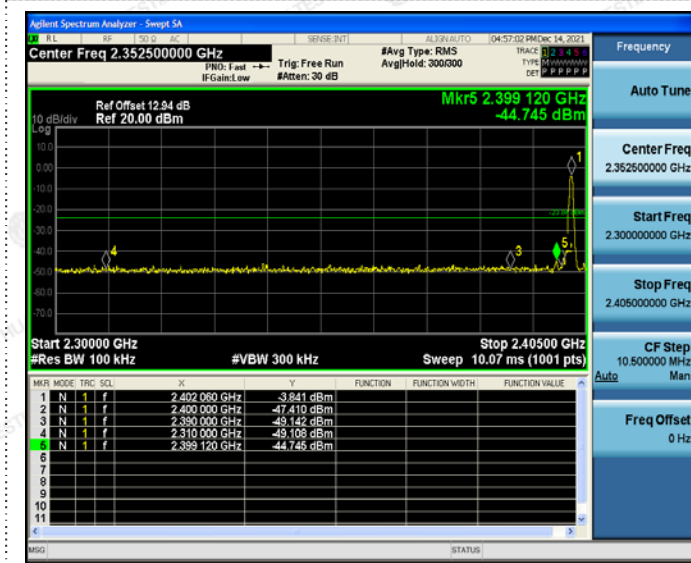 Agilent Spectrum Analyzer - Swept SA
RL RF 50 Ω AC SENSE:INT ALIGNAUTO 04:57:02 PM Dec 14, 2021
Center Freq 2.352500000 GHz
PNO: Fast
IFGain:Low
Trig: Free Run
#Atten: 30 dB
#Avg Type: RMS
Avg|Hold: 300/300
TRACE 1 2 3 4 5 6
TYPE M
DET P P P P P P
Ref Offset 12.94 dB
10 dB/div Ref 20.00 dBm
Log
Mkr5 2.399 120 GHz
-44.745 dBm
10.0
0.00
-10.0
-20.0
-30.0
-40.0
-50.0
-60.0
-70.0
1
4
3
5
Start 2.30000 GHz Stop 2.40500 GHz
#Res BW 100 kHz #VBW 300 kHz Sweep 10.07 ms (1001 pts)
MKR MODE TRC SCL X Y FUNCTION FUNCTION WIDTH FUNCTION VALUE
1 N 1 f 2.402 060 GHz -3.841 dBm
2 N 1 f 2.400 000 GHz -47.410 dBm
3 N 1 f 2.390 000 GHz -49.142 dBm
4 N 1 f 2.310 000 GHz -49.108 dBm
5 N 1 f 2.399 120 GHz -44.745 dBm
6
7
8
9
10
11
MSG STATUS
Frequency
Auto Tune
Center Freq
2.352500000 GHz
Start Freq
2.300000000 GHz
Stop Freq
2.405000000 GHz
CF Step
10.500000 MHz
Auto Man
Freq Offset
0 Hz